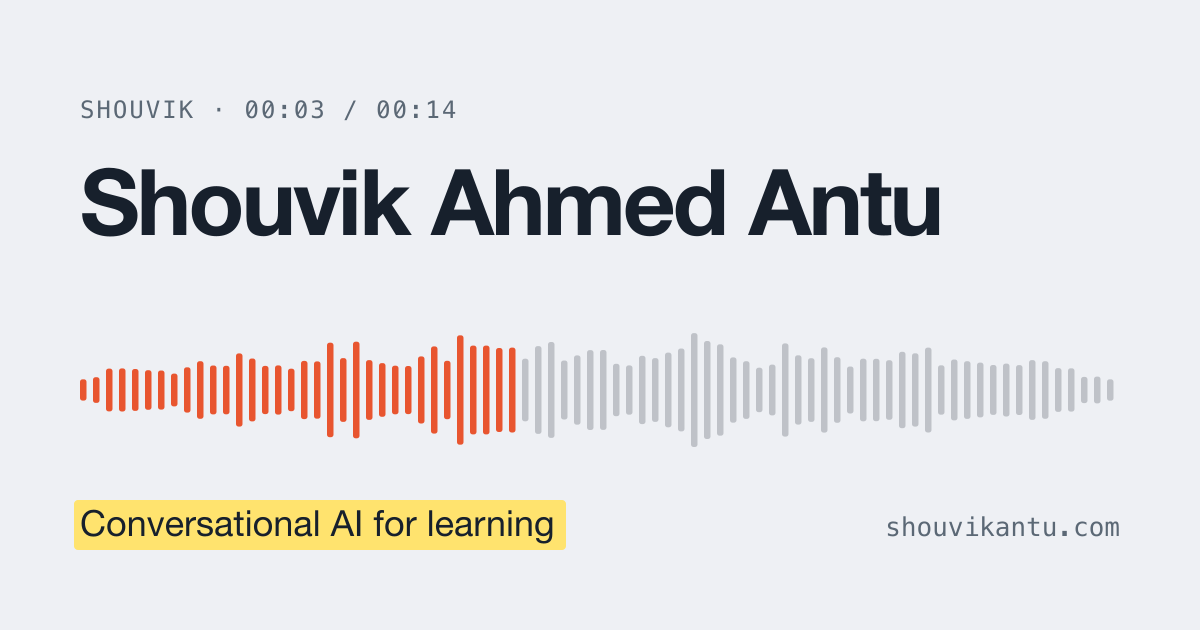 SHOUVIK · 00:03 / 00:14
Shouvik Ahmed Antu
Conversational AI for learning
shouvikantu.com